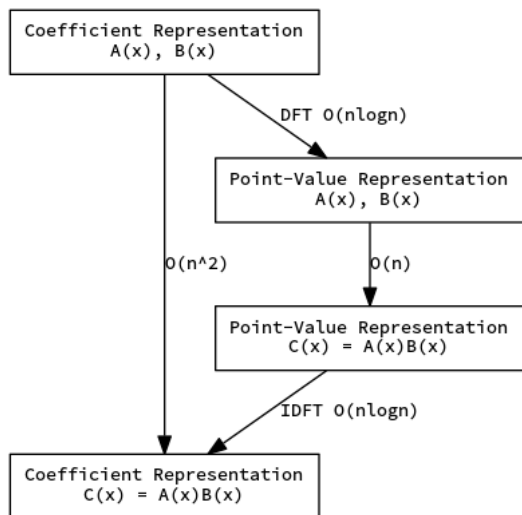 Coefficient Representation
A(x), B(x)
DFT O(nlogn)
Point-Value Representation
A(x), B(x)
O(n^2)
O(n)
Point-Value Representation
C(x) = A(x)B(x)
IDFT O(nlogn)
Coefficient Representation
C(x) = A(x)B(x)